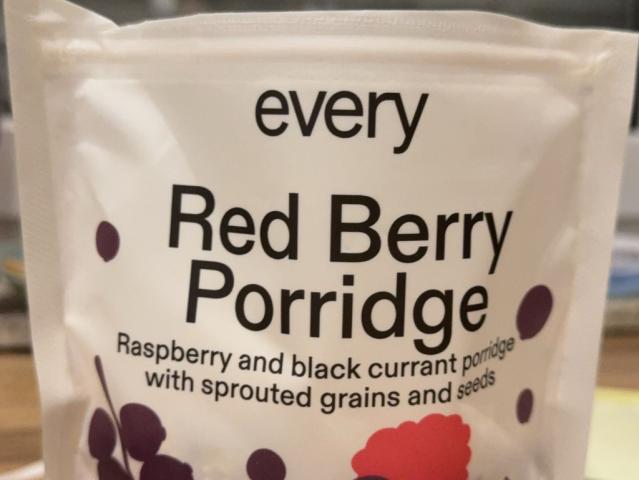 every
Red Berry
Porridge
Raspberry and black currant porridge
with sprouted grains and seeds